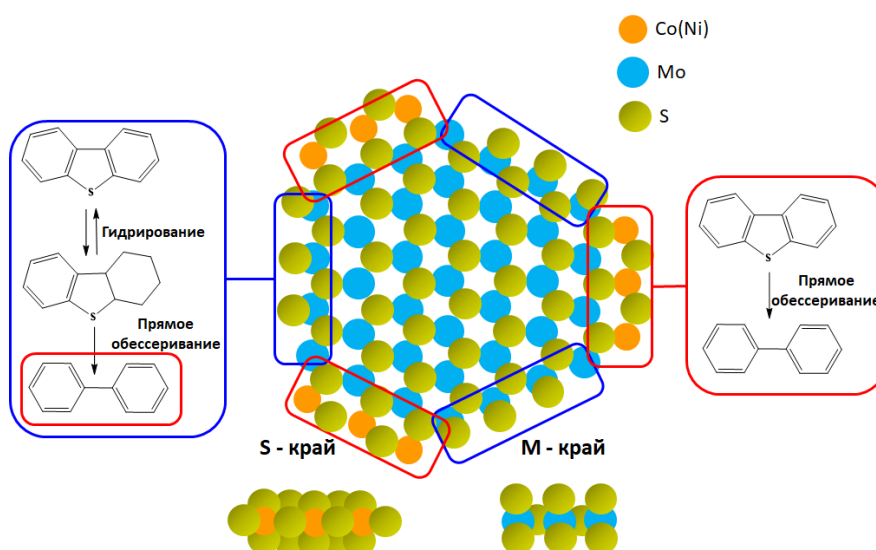 Co(Ni)
Mo
S
S
Гидрирование
S
Прямое
обессеривание
S
Прямое
обессеривание
S - край
M - край